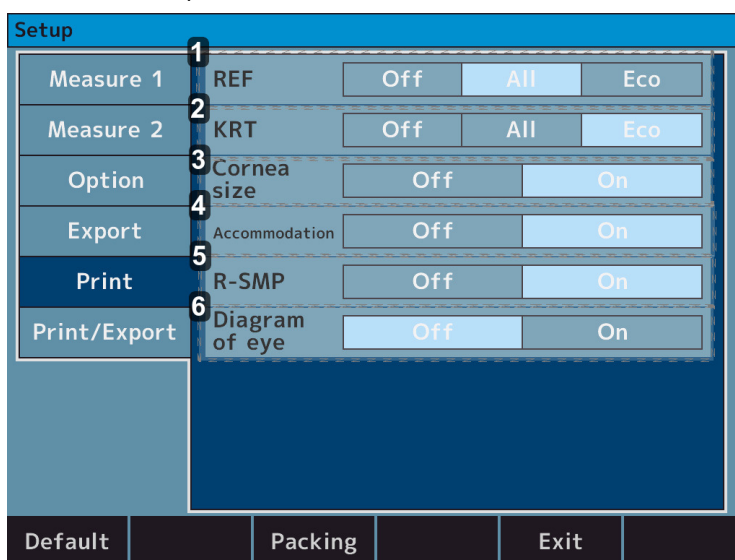 Setup
1
Measure 1 REF Off All Eco
2
Measure 2 KRT Off All Eco
3
Option Cornea size Off On
4
Export Accommodation Off On
5
Print R-SMP Off On
6
Print/Export Diagram of eye Off On
Default Packing Exit